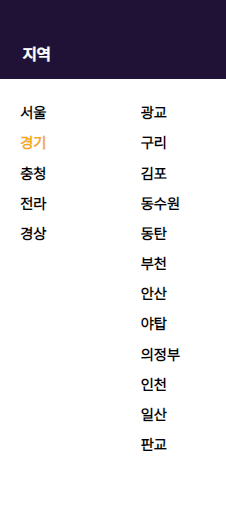 지역
서울
경기
충청
전라
경상
광교
구리
김포
동수원
동탄
부천
안산
야탑
의정부
인천
일산
판교